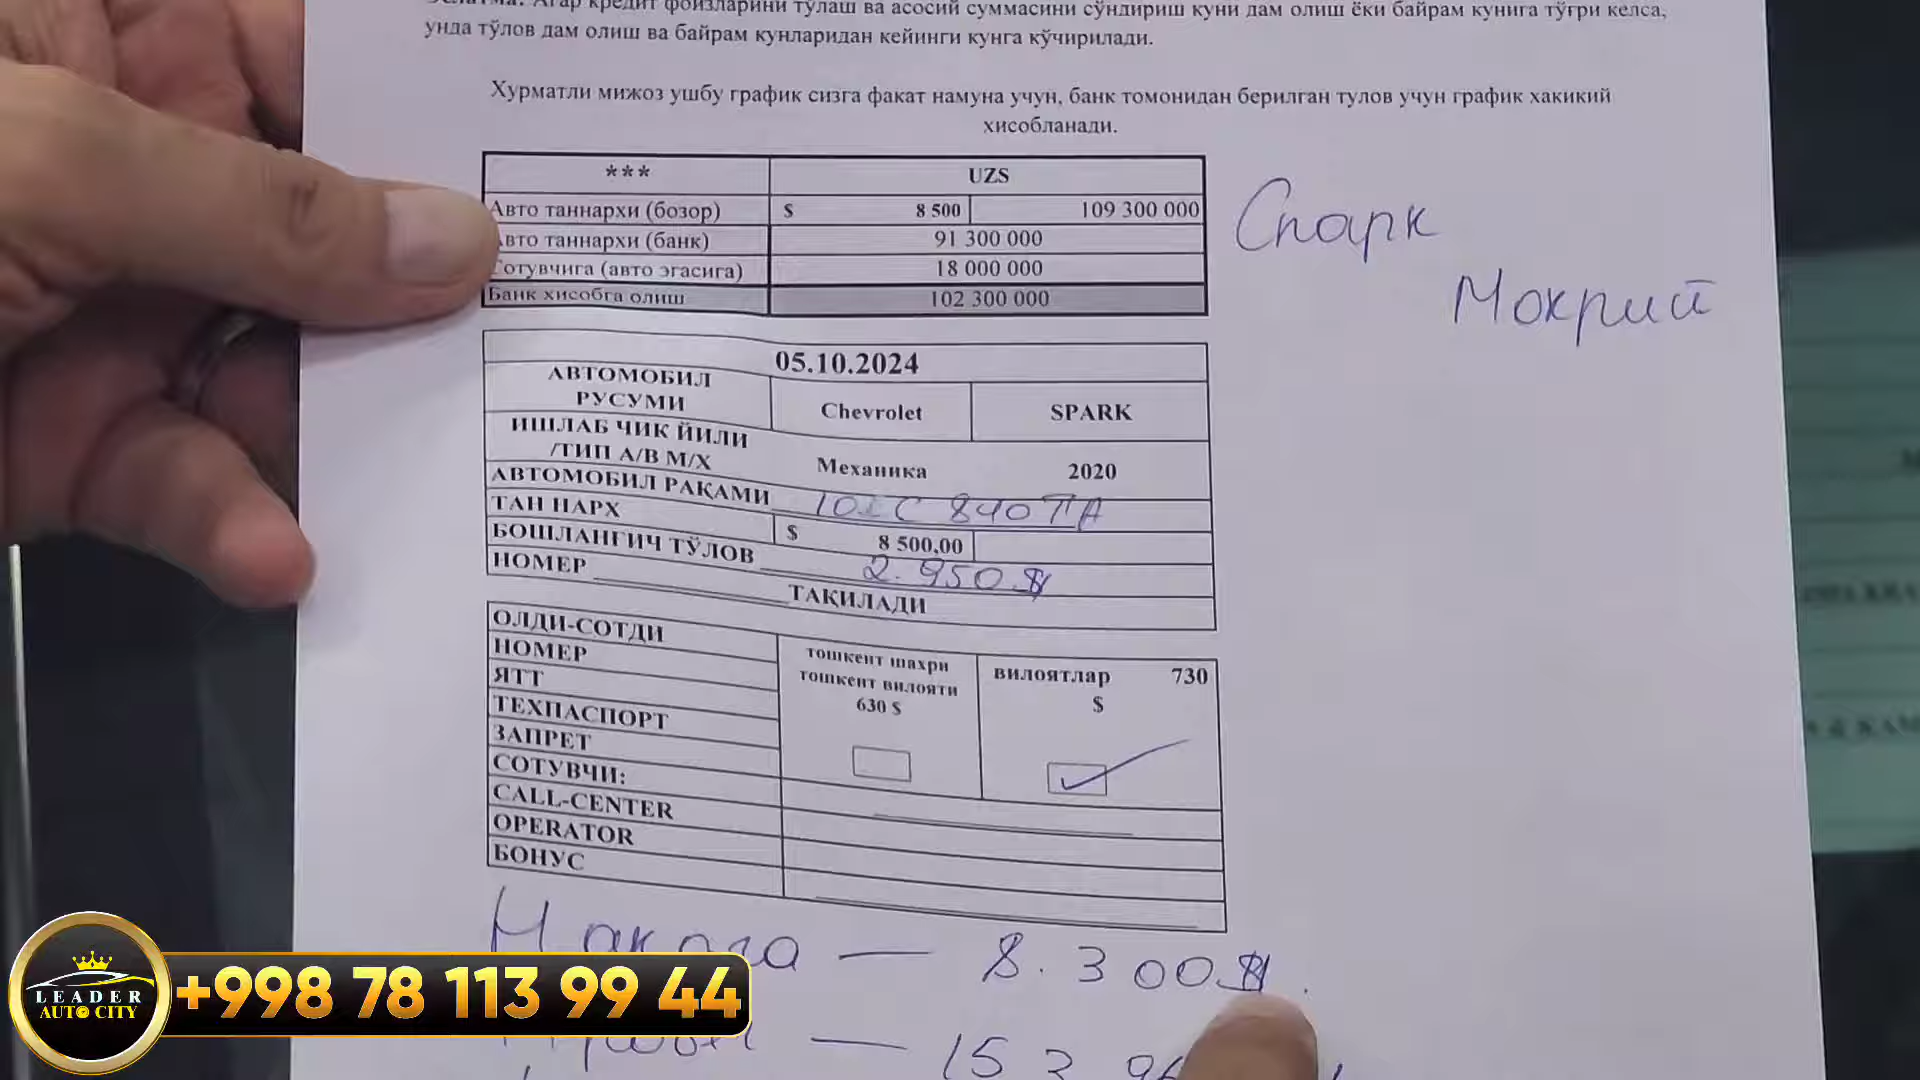 Эслатма: Агар кредит фоизларини тўлаш ва асосий суммасини сўндириш куни дам олиш ёки байрам кунига тўғри келса,
унда тўлов дам олиш ва байрам кунларидан кейинги кунга кўчирилади.
Хурматли мижоз ушбу график сизга факат намуна учун, банк томонидан берилган тулов учун график хакикий
хисобланади.
*** UZS
Авто таннархи (бозор) $ 8 500 109 300 000
Авто таннархи (банк) 91 300 000
Сотувчига (авто эгасига) 18 000 000
Банк хисобга олиш 102 300 000
Спарк
Мокрий
05.10.2024
АВТОМОБИЛ
РУСУМИ Chevrolet SPARK
ИШЛАБ ЧИК ЙИЛИ
/ТИП А/В М/Х Механика 2020
АВТОМОБИЛ РАҚАМИ 840
ТАН НАРХ $ 8 500,00
БОШЛАНГИЧ ТЎЛОВ 2.950 $
НОМЕР ТАҚИЛАДИ
ОЛДИ-СОТДИ
НОМЕР
ЯТТ
ТЕХПАСПОРТ
ЗАПРЕТ
тошкент шахри
тошкент вилояти
630 $
вилоятлар 730
$
СОТУВЧИ:
CALL-CENTER
OPERATOR
БОНУС
— 8.300$.
— 15
LEADER
AUTO CITY
+998 78 113 99 44